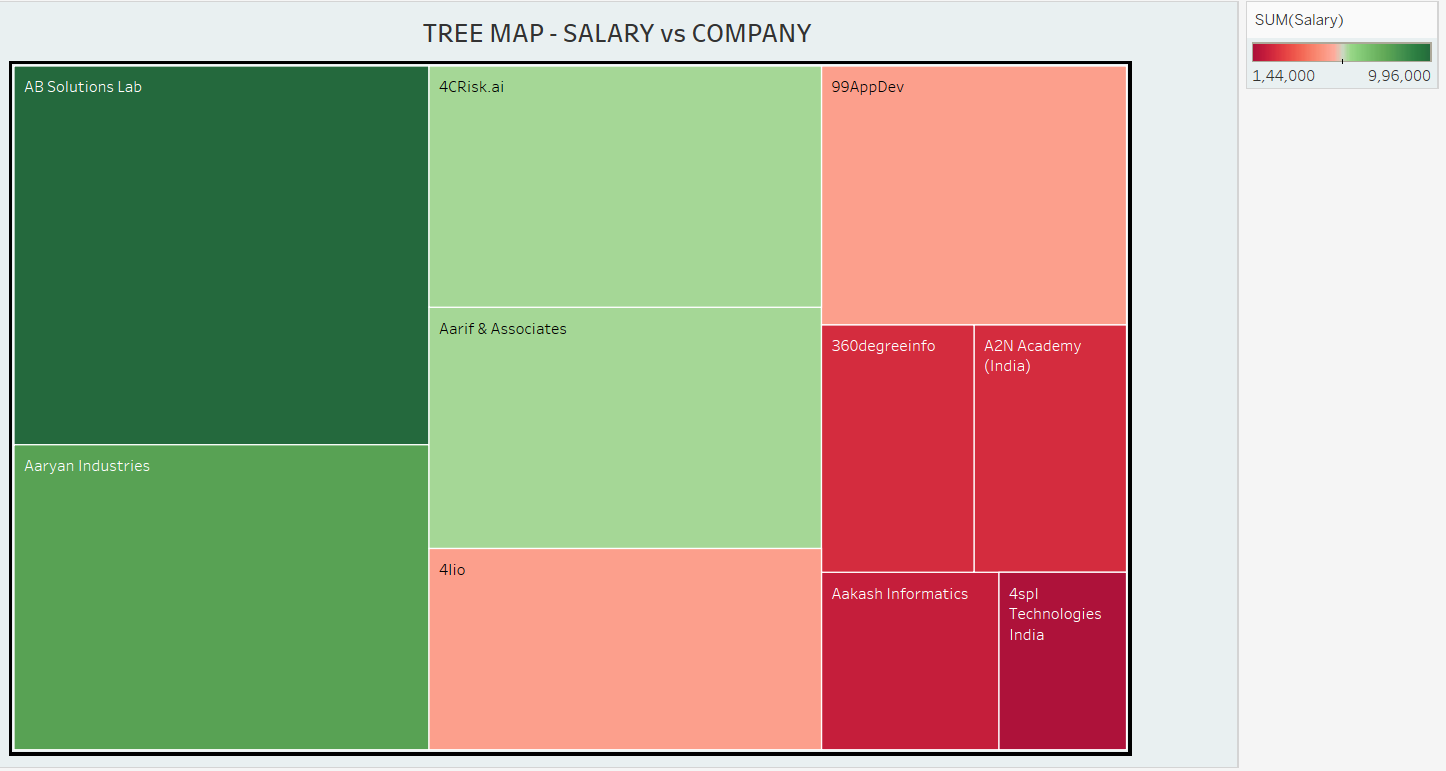 TREE MAP - SALARY vs COMPANY
AB Solutions Lab
Aaryan Industries
4CRisk.ai
Aarif & Associates
4lio
99AppDev
360degreeinfo
A2N Academy
(India)
Aakash Informatics
4spl
Technologies
India
SUM(Salary)
1,44,000
9,96,000